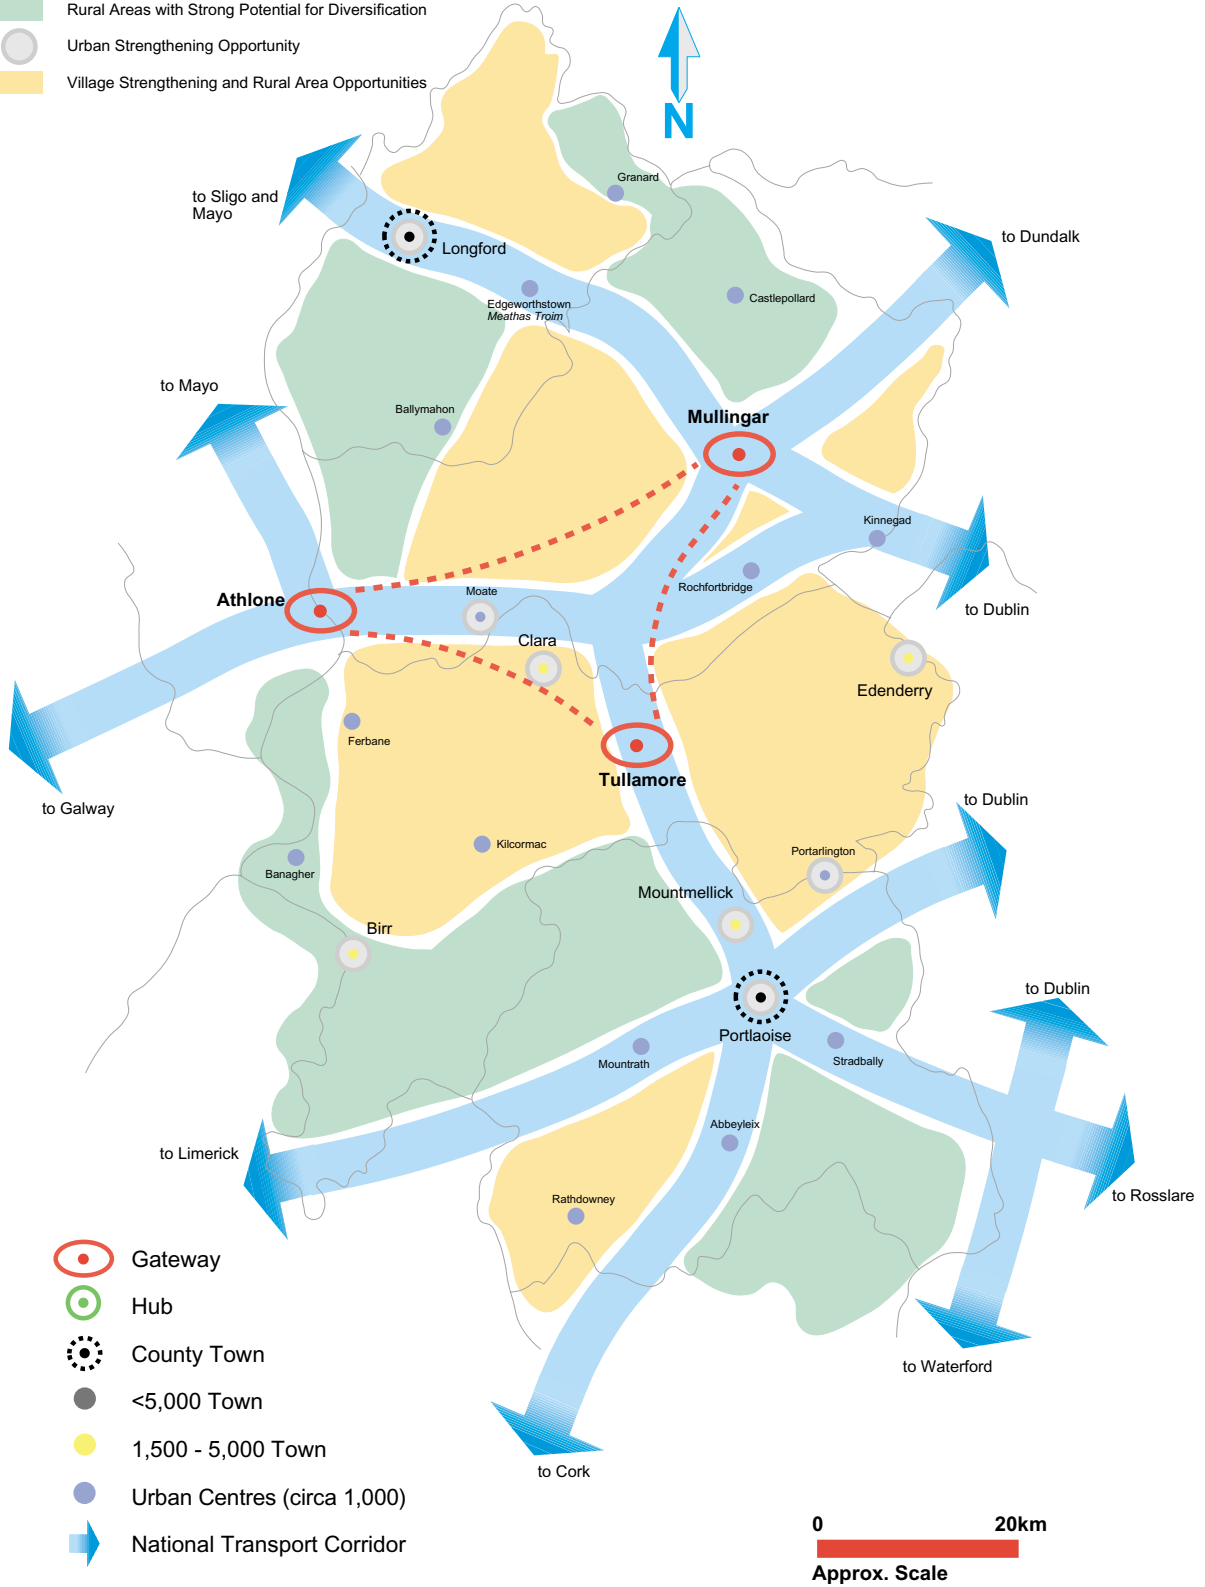 Rural Areas with Strong Potential for Diversification
Urban Strengthening Opportunity
Village Strengthening and Rural Area Opportunities
N
Granard
to Sligo and
Mayo
Longford
to Dundalk
Edgeworthstown
Meathas Troim
Castlepollard
to Mayo
Ballymahon
Mullingar
Kinnegad
Rochfortbridge
Athlone
Moate
to Dublin
Clara
Edenderry
Ferbane
Tullamore
to Galway
to Dublin
Kilcormac
Portarlington
Banagher
Mountmellick
Birr
to Dublin
Portlaoise
Mountrath
Stradbally
Abbeyleix
to Limerick
to Rosslare
Rathdowney
to Waterford
to Cork
Gateway
Hub
County Town
<5,000 Town
1,500 - 5,000 Town
Urban Centres (circa 1,000)
National Transport Corridor
0 20km
Approx. Scale